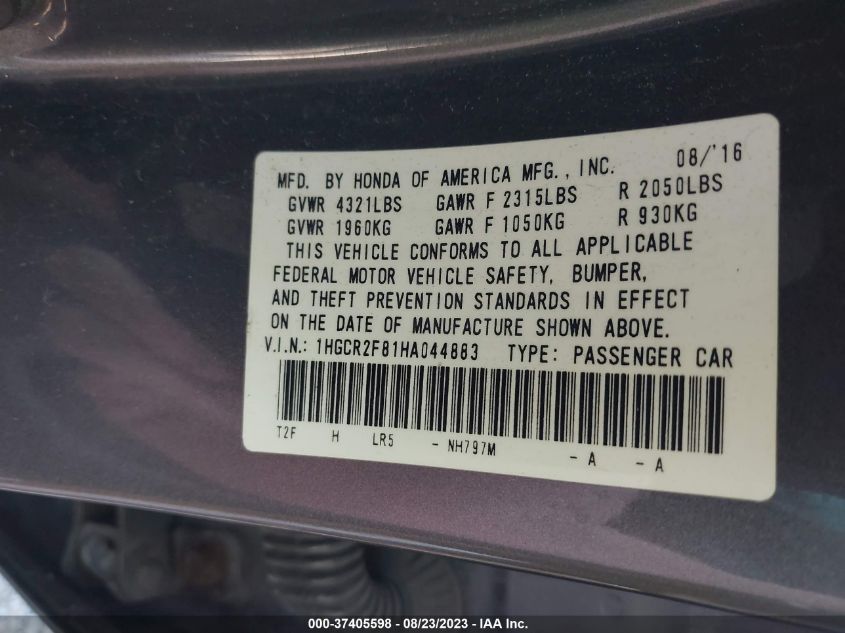 MFD. BY HONDA OF AMERICA MFG., INC. 08/'16
GVWR 4321LBS GAWR F 2315LBS R 2050LBS
GVWR 1960KG GAWR F 1050KG R 930KG
THIS VEHICLE CONFORMS TO ALL APPLICABLE
FEDERAL MOTOR VEHICLE SAFETY, BUMPER,
AND THEFT PREVENTION STANDARDS IN EFFECT
ON THE DATE OF MANUFACTURE SHOWN ABOVE.
V.I.N.: 1HGCR2F81HA044883 TYPE: PASSENGER CAR
T2F H LR5 - NH797M - A - A
000-37405598 - 08/23/2023 - IAA Inc.